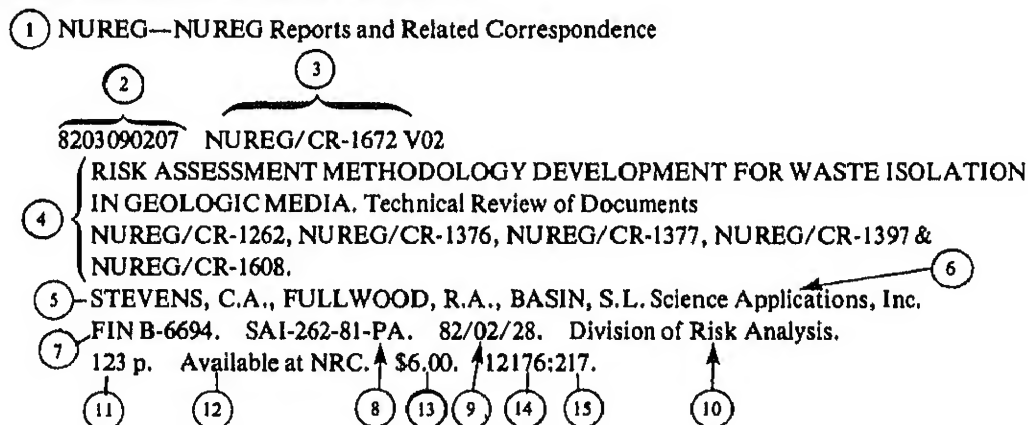 1 NUREG—NUREG Reports and Related Correspondence
2 3
8203090207 NUREG/CR-1672 V02
RISK ASSESSMENT METHODOLOGY DEVELOPMENT FOR WASTE ISOLATION
4 IN GEOLOGIC MEDIA. Technical Review of Documents
NUREG/CR-1262, NUREG/CR-1376, NUREG/CR-1377, NUREG/CR-1397 &
NUREG/CR-1608.
6
5 STEVENS, C.A., FULLWOOD, R.A., BASIN, S.L. Science Applications, Inc.
7 FIN B-6694. SAI-262-81-PA. 82/02/28. Division of Risk Analysis.
123 p. Available at NRC. $6.00. 12176:217.
11 12 8 13 9 14 15 10